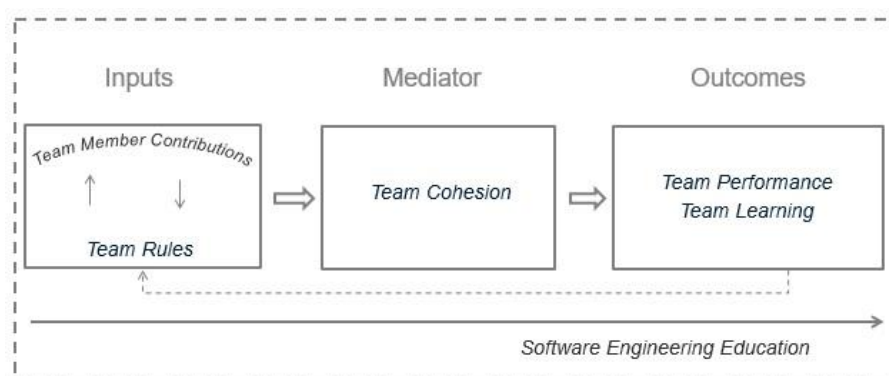 Inputs
Mediator
Outcomes
Team Member Contributions
Team Rules
Team Cohesion
Team Performance
Team Learning
Software Engineering Education